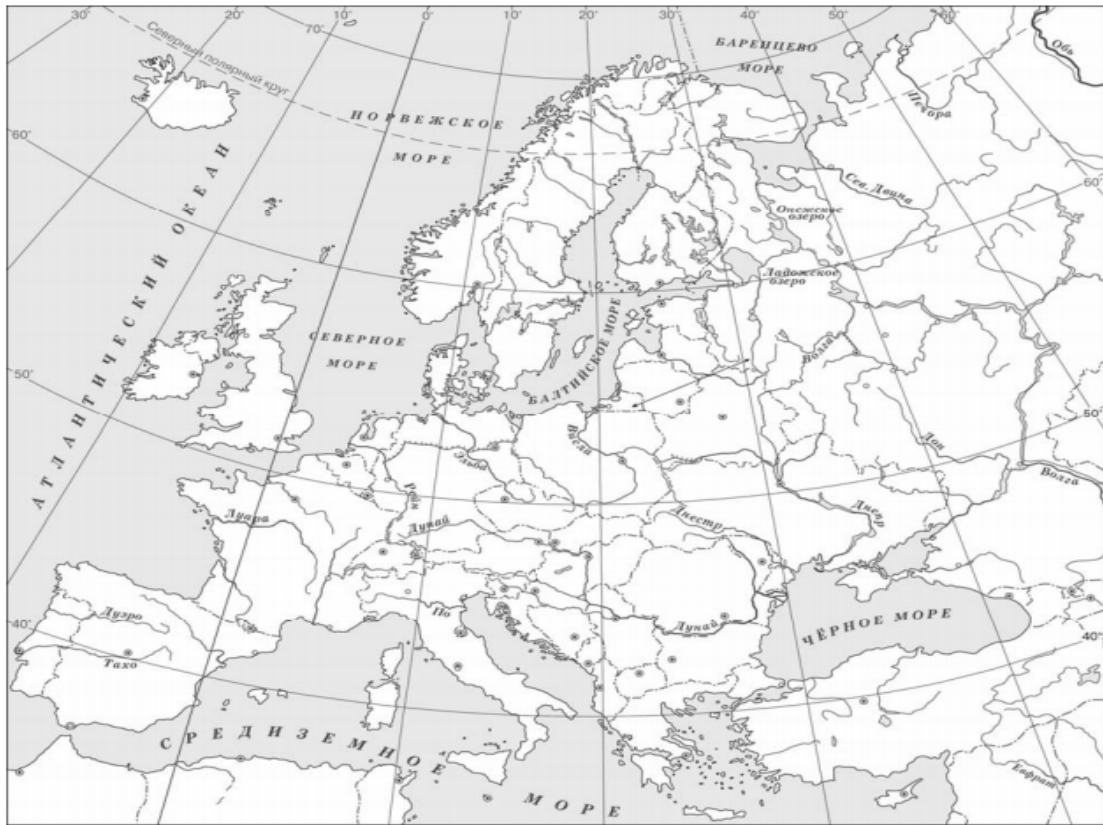 30°
20°
10°
0°
10°
20°
30°
40°
50°
60°
70°
Северный полярный круг
БАРЕНЦЕВО
МОРЕ
Обь
Печора
НОРВЕЖСКОЕ
МОРЕ
60°
60°
Сев. Двина
Онежское
озеро
Ладожское
озеро
АТЛАНТИЧЕСКИЙ ОКЕАН
СЕВЕРНОЕ
МОРЕ
БАЛТИЙСКОЕ МОРЕ
Волга
50°
50°
Висла
Эльба
Рейн
Дон
Волга
Днепр
Луара
Дунай
Днестр
По
Дунай
ЧЁРНОЕ МОРЕ
40°
40°
Дуэро
Тахо
СРЕДИЗЕМНОЕ
МОРЕ
Евфрат